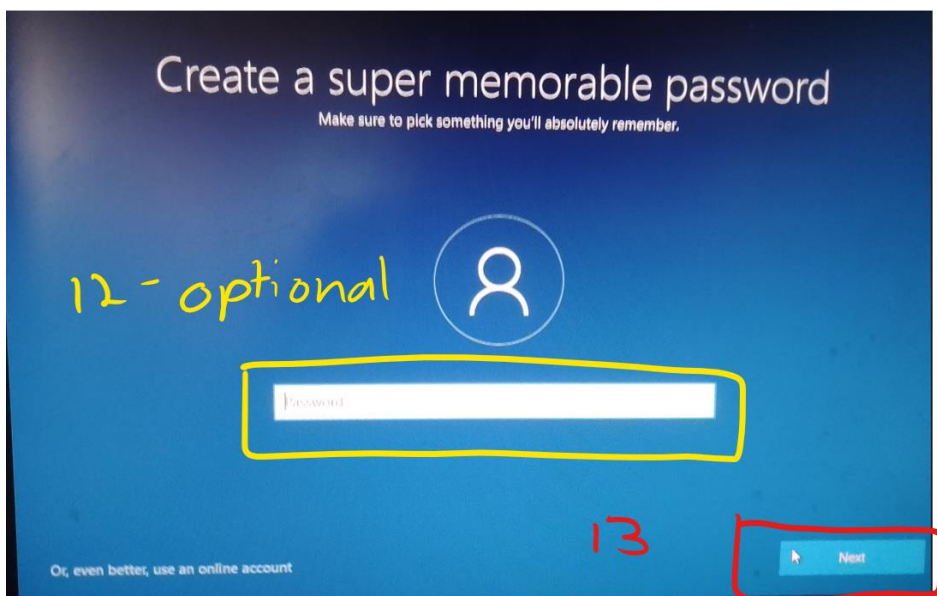 Create a super memorable password
Make sure to pick something you'll absolutely remember.
12 - optional
Password
13
Next
Or, even better, use an online account